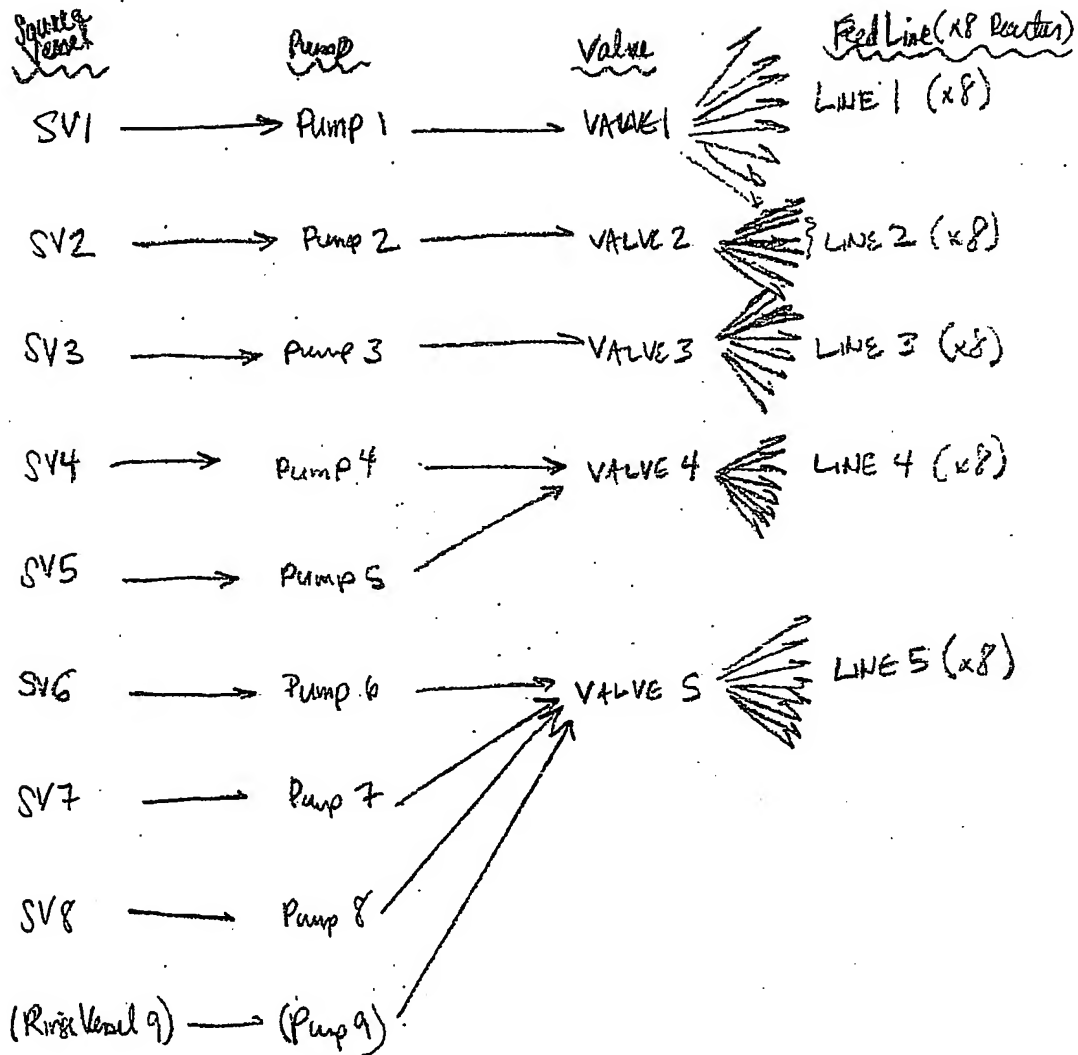 Source Vessel Pump Valve Feed Line (x8 Reactors)
SV1 Pump 1 VALVE 1 LINE 1 (x8)
SV2 Pump 2 VALVE 2 LINE 2 (x8)
SV3 Pump 3 VALVE 3 LINE 3 (x8)
SV4 Pump 4 VALVE 4 LINE 4 (x8)
SV5 Pump 5
SV6 Pump 6 VALVE 5 LINE 5 (x8)
SV7 Pump 7
SV8 Pump 8
(Rinse Vessel 9) (Pump 9)